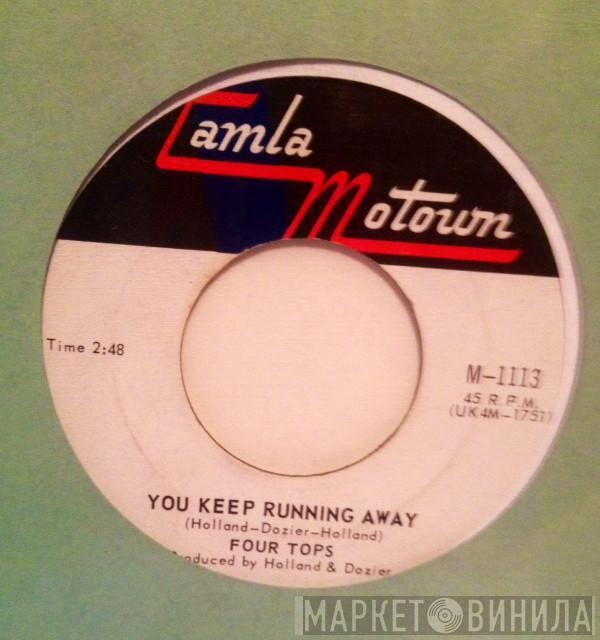 Tamla
Motown
Time 2:48
M-1113
45 R.P.M.
(UK4M-1751)
YOU KEEP RUNNING AWAY
(Holland-Dozier-Holland)
FOUR TOPS
Produced by Holland & Dozier
МАРКЕТ ВИНИЛА